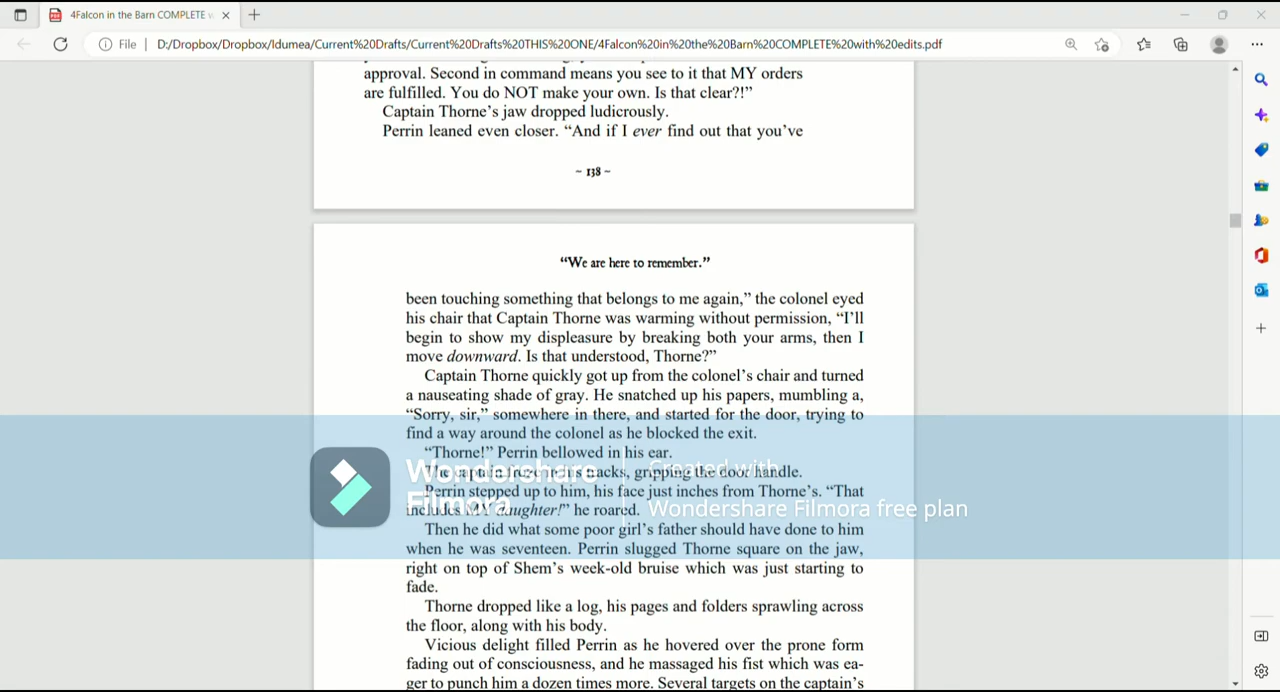 4Falcon in the Barn COMPLETE w
File
D:/Dropbox/Dropbox/Idumea/Current%20Drafts/Current%20Drafts%20THIS%20ONE/4Falcon%20in%20the%20Barn%20COMPLETE%20with%20edits.pdf
approval. Second in command means you see to it that MY orders
are fulfilled. You do NOT make your own. Is that clear?!”
Captain Thorne’s jaw dropped ludicrously.
Perrin leaned even closer. “And if I ever find out that you’ve
~ 138 ~
“We are here to remember.”
been touching something that belongs to me again,” the colonel eyed
his chair that Captain Thorne was warming without permission, “I’ll
begin to show my displeasure by breaking both your arms, then I
move downward. Is that understood, Thorne?”
Captain Thorne quickly got up from the colonel’s chair and turned
a nauseating shade of gray. He snatched up his papers, mumbling a,
“Sorry, sir,” somewhere in there, and started for the door, trying to
find a way around the colonel as he blocked the exit.
“Thorne!” Perrin bellowed in his ear.
The captain froze in his tracks, gripping the door handle.
Perrin stepped up to him, his face just inches from Thorne’s. “That
includes MY daughter!” he roared.
Wondershare
Filmora
Created with
Wondershare Filmora free plan
Then he did what some poor girl’s father should have done to him
when he was seventeen. Perrin slugged Thorne square on the jaw,
right on top of Shem’s week-old bruise which was just starting to
fade.
Thorne dropped like a log, his pages and folders sprawling across
the floor, along with his body.
Vicious delight filled Perrin as he hovered over the prone form
fading out of consciousness, and he massaged his fist which was ea-
ger to punch him a dozen times more. Several targets on the captain’s